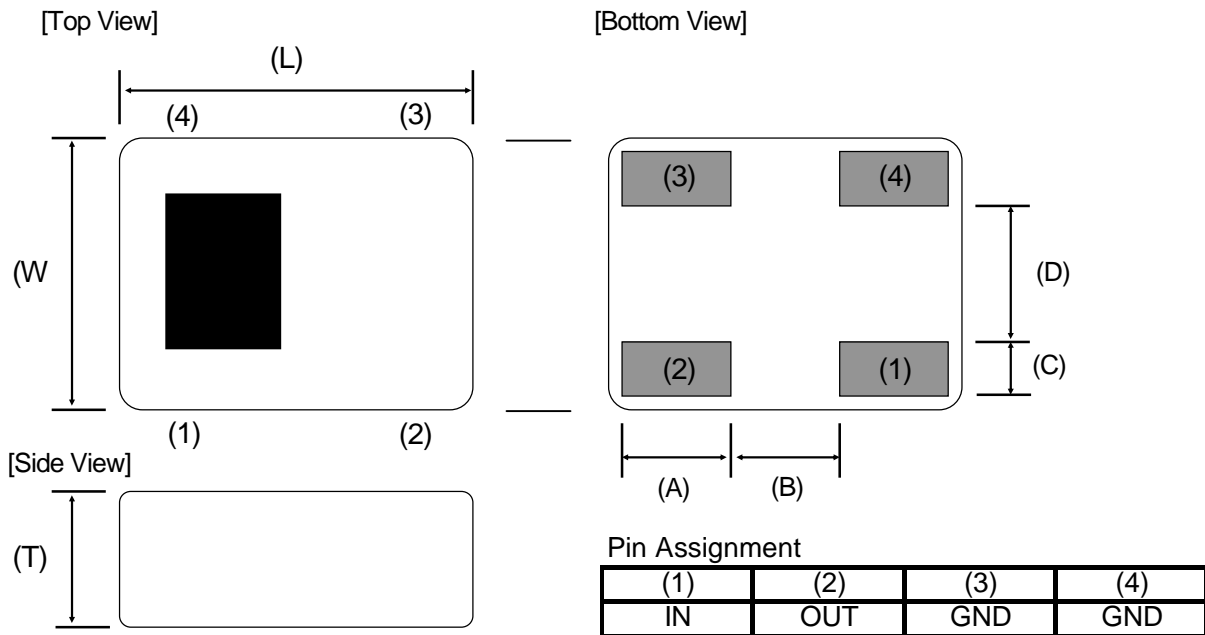 [Top View]
[Bottom View]
(L)
(4) (3)
(W
(1) (2)
(3) (4)
(D)
(2) (1)
(C)
(A) (B)
[Side View]
(T)
Pin Assignment
(1) (2) (3) (4)
IN OUT GND GND